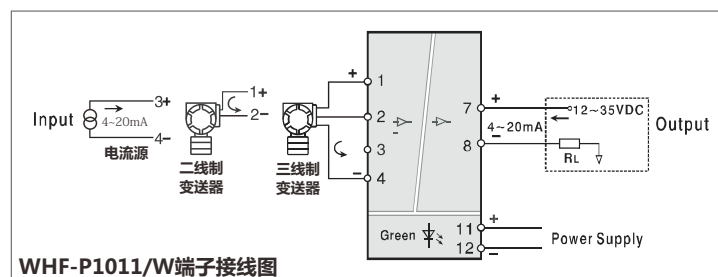 Input
4~20mA
3+
4-
电流源
1+
2-
二线制
变送器
三线制
变送器
+
-
1
2
3
4
7
8
+
4~20mA
-
12~35VDC
RL
Output
Green
11
12
+
-
Power Supply
WHF-P1011/W端子接线图